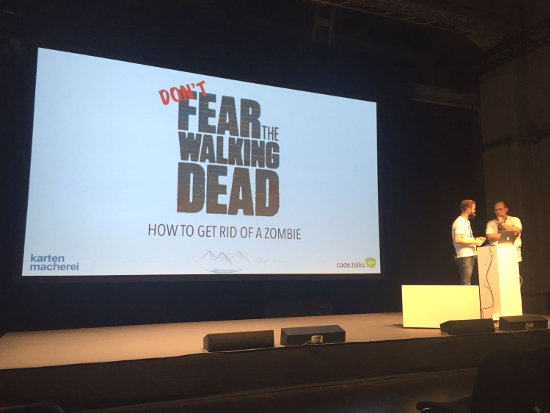 DON'T
FEAR THE
WALKING
DEAD
HOW TO GET RID OF A ZOMBIE
karten
macherei
code.talks